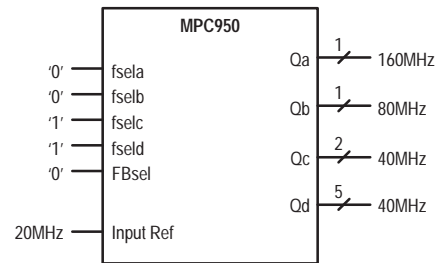 MPC950
'0' fsela
'0' fselb
'1' fselc
'1' fseld
'0' FBsel
20MHz Input Ref
Qa 1 160MHz
Qb 1 80MHz
Qc 2 40MHz
Qd 5 40MHz